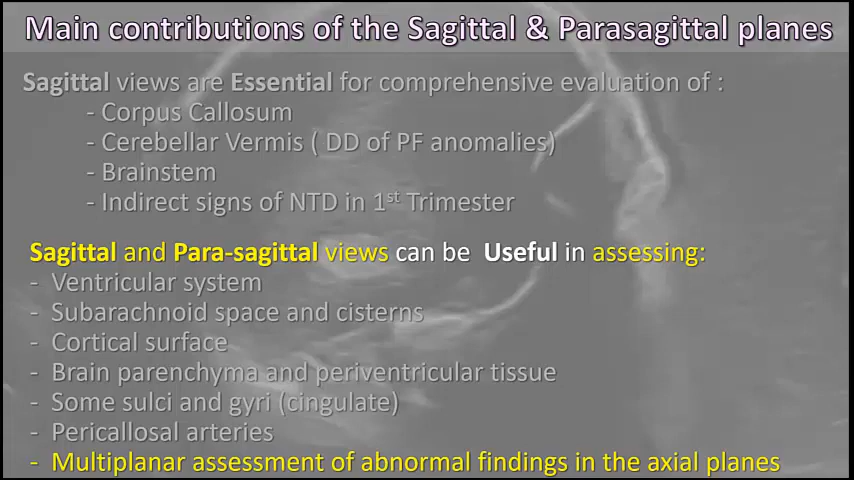 Main contributions of the Sagittal & Parasagittal planes
Sagittal views are Essential for comprehensive evaluation of :
- Corpus Callosum
- Cerebellar Vermis ( DD of PF anomalies)
- Brainstem
- Indirect signs of NTD in 1st Trimester
Sagittal and Para-sagittal views can be Useful in assessing:
- Ventricular system
- Subarachnoid space and cisterns
- Cortical surface
- Brain parenchyma and periventricular tissue
- Some sulci and gyri (cingulate)
- Pericallosal arteries
- Multiplanar assessment of abnormal findings in the axial planes